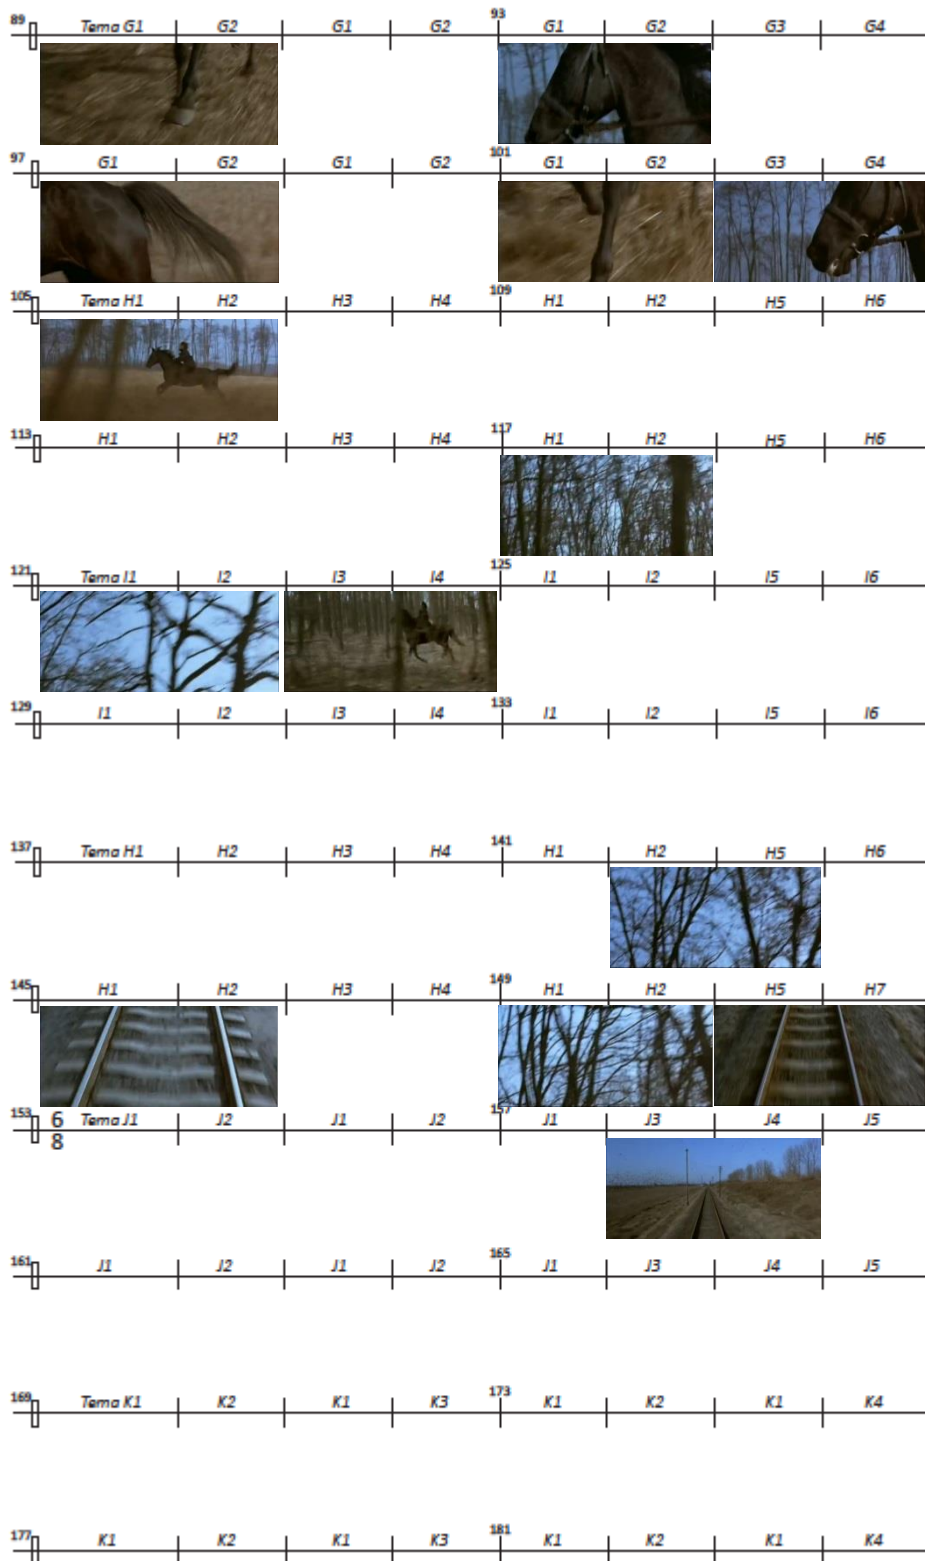 89 Tema G1 G2 G1 G2 93 G1 G2 G3 G4
97 G1 G2 G1 G2 101 G1 G2 G3 G4
105 Tema H1 H2 H3 H4 109 H1 H2 H5 H6
113 H1 H2 H3 H4 117 H1 H2 H5 H6
121 Tema I1 I2 I3 I4 125 I1 I2 I5 I6
129 I1 I2 I3 I4 133 I1 I2 I5 I6
137 Tema H1 H2 H3 H4 141 H1 H2 H5 H6
145 H1 H2 H3 H4 149 H1 H2 H5 H7
153 6 8 Tema J1 J2 J1 J2 157 J1 J3 J4 J5
161 J1 J2 J1 J2 165 J1 J3 J4 J5
169 Tema K1 K2 K1 K3 173 K1 K2 K1 K4
177 K1 K2 K1 K3 181 K1 K2 K1 K4